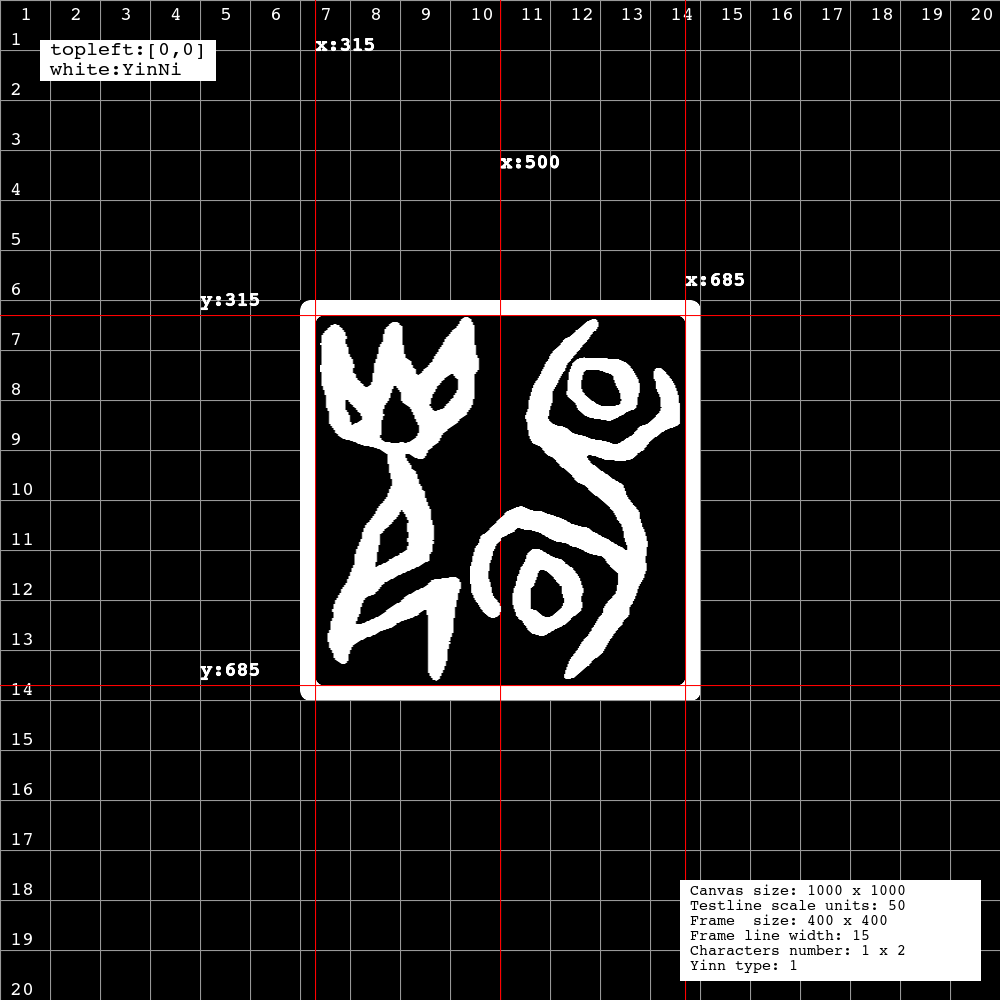 1 2 3 4 5 6 7 8 9 10 11 12 13 14 15 16 17 18 19 20
1
2
3
4
5
6
7
8
9
10
11
12
13
14
15
16
17
18
19
20
topleft:[0,0]
white:YinNi
x:315
x:500
x:685
y:315
y:685
Canvas size: 1000 x 1000
Testline scale units: 50
Frame  size: 400 x 400
Frame line width: 15
Characters number: 1 x 2
Yinn type: 1